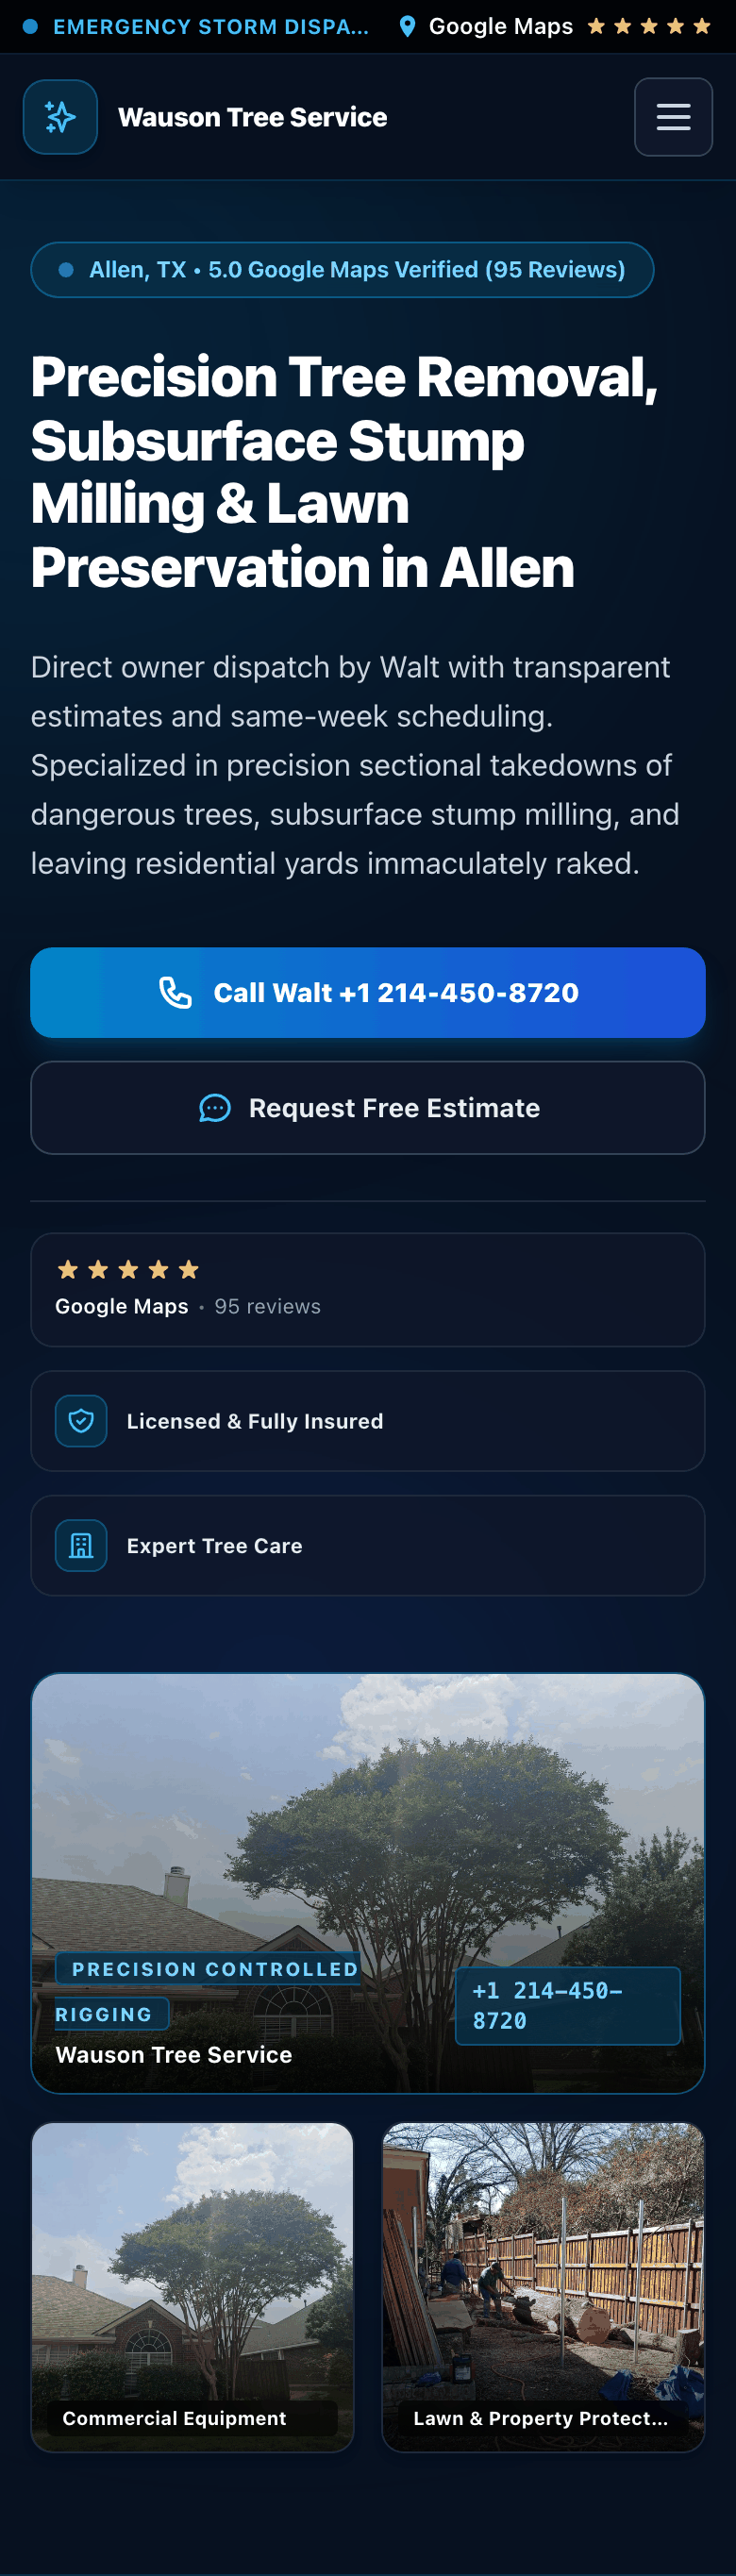 EMERGENCY STORM DISPA... Google Maps
Wauson Tree Service
Allen, TX • 5.0 Google Maps Verified (95 Reviews)
Precision Tree Removal,
Subsurface Stump
Milling & Lawn
Preservation in Allen
Direct owner dispatch by Walt with transparent
estimates and same-week scheduling.
Specialized in precision sectional takedowns of
dangerous trees, subsurface stump milling, and
leaving residential yards immaculately raked.
Call Walt +1 214-450-8720
Request Free Estimate
Google Maps • 95 reviews
Licensed & Fully Insured
Expert Tree Care
PRECISION CONTROLLED
RIGGING
Wauson Tree Service
+1 214-450-
8720
Commercial Equipment
Lawn & Property Protect...